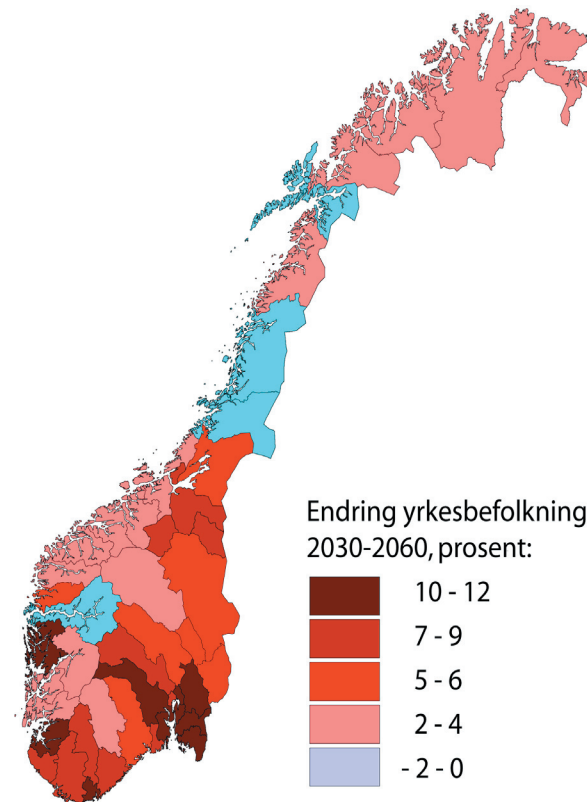 Endring yrkesbefolkning
2030-2060, prosent:
10 - 12
7 - 9
5 - 6
2 - 4
- 2 - 0